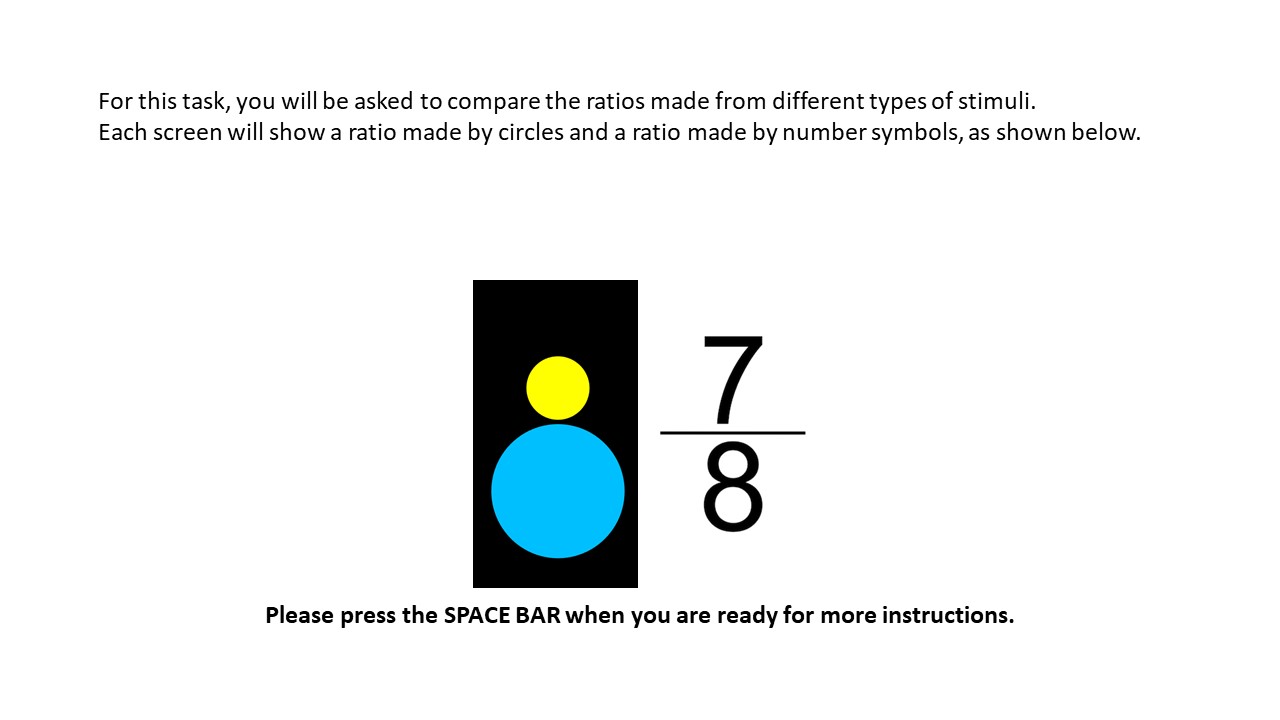 For this task, you will be asked to compare the ratios made from different types of stimuli.
Each screen will show a ratio made by circles and a ratio made by number symbols, as shown below.
7
8
Please press the SPACE BAR when you are ready for more instructions.